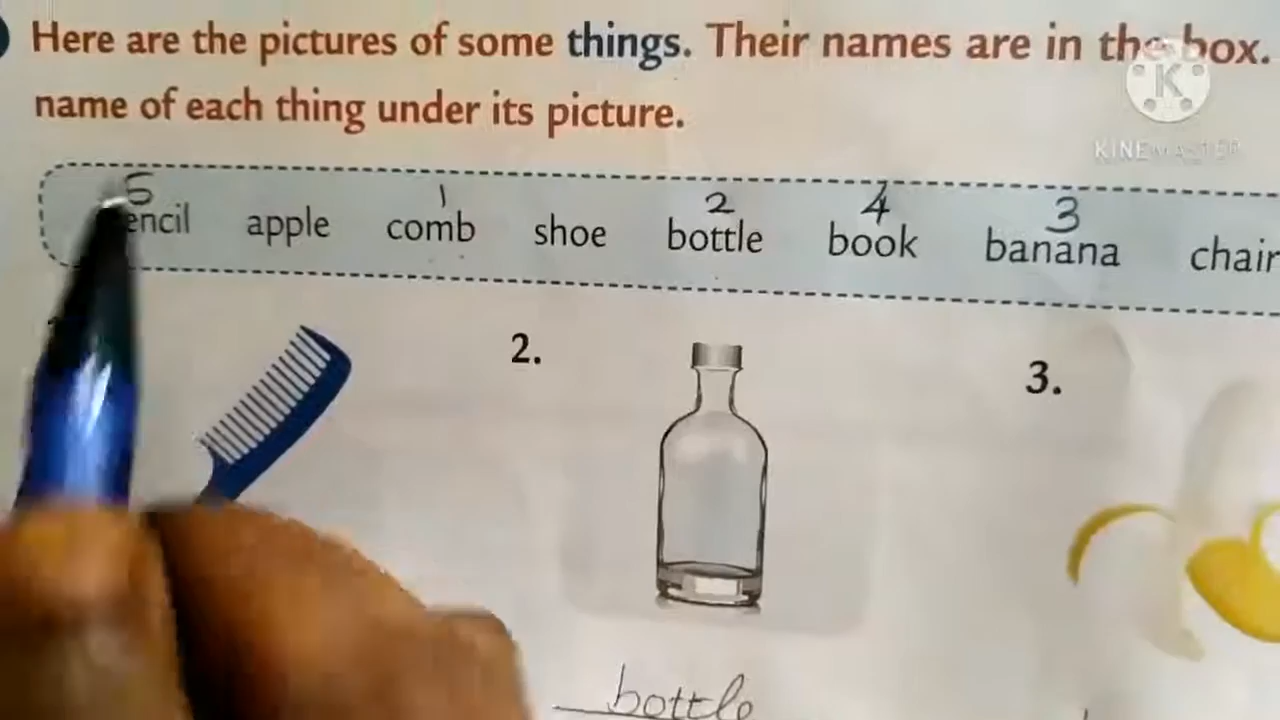 Here are the pictures of some things. Their names are in the box.
name of each thing under its picture.
K
KINEMASTER
5 1 2 4 3
encil apple comb shoe bottle book banana chair
2.
3.
bottle